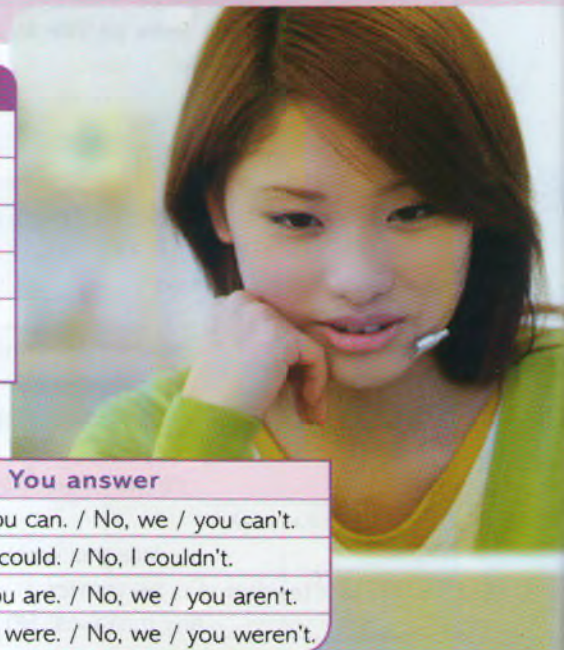 You answer
ou can. / No, we / you can't.
could. / No, I couldn't.
ou are. / No, we / you aren't.
were. / No, we / you weren't.